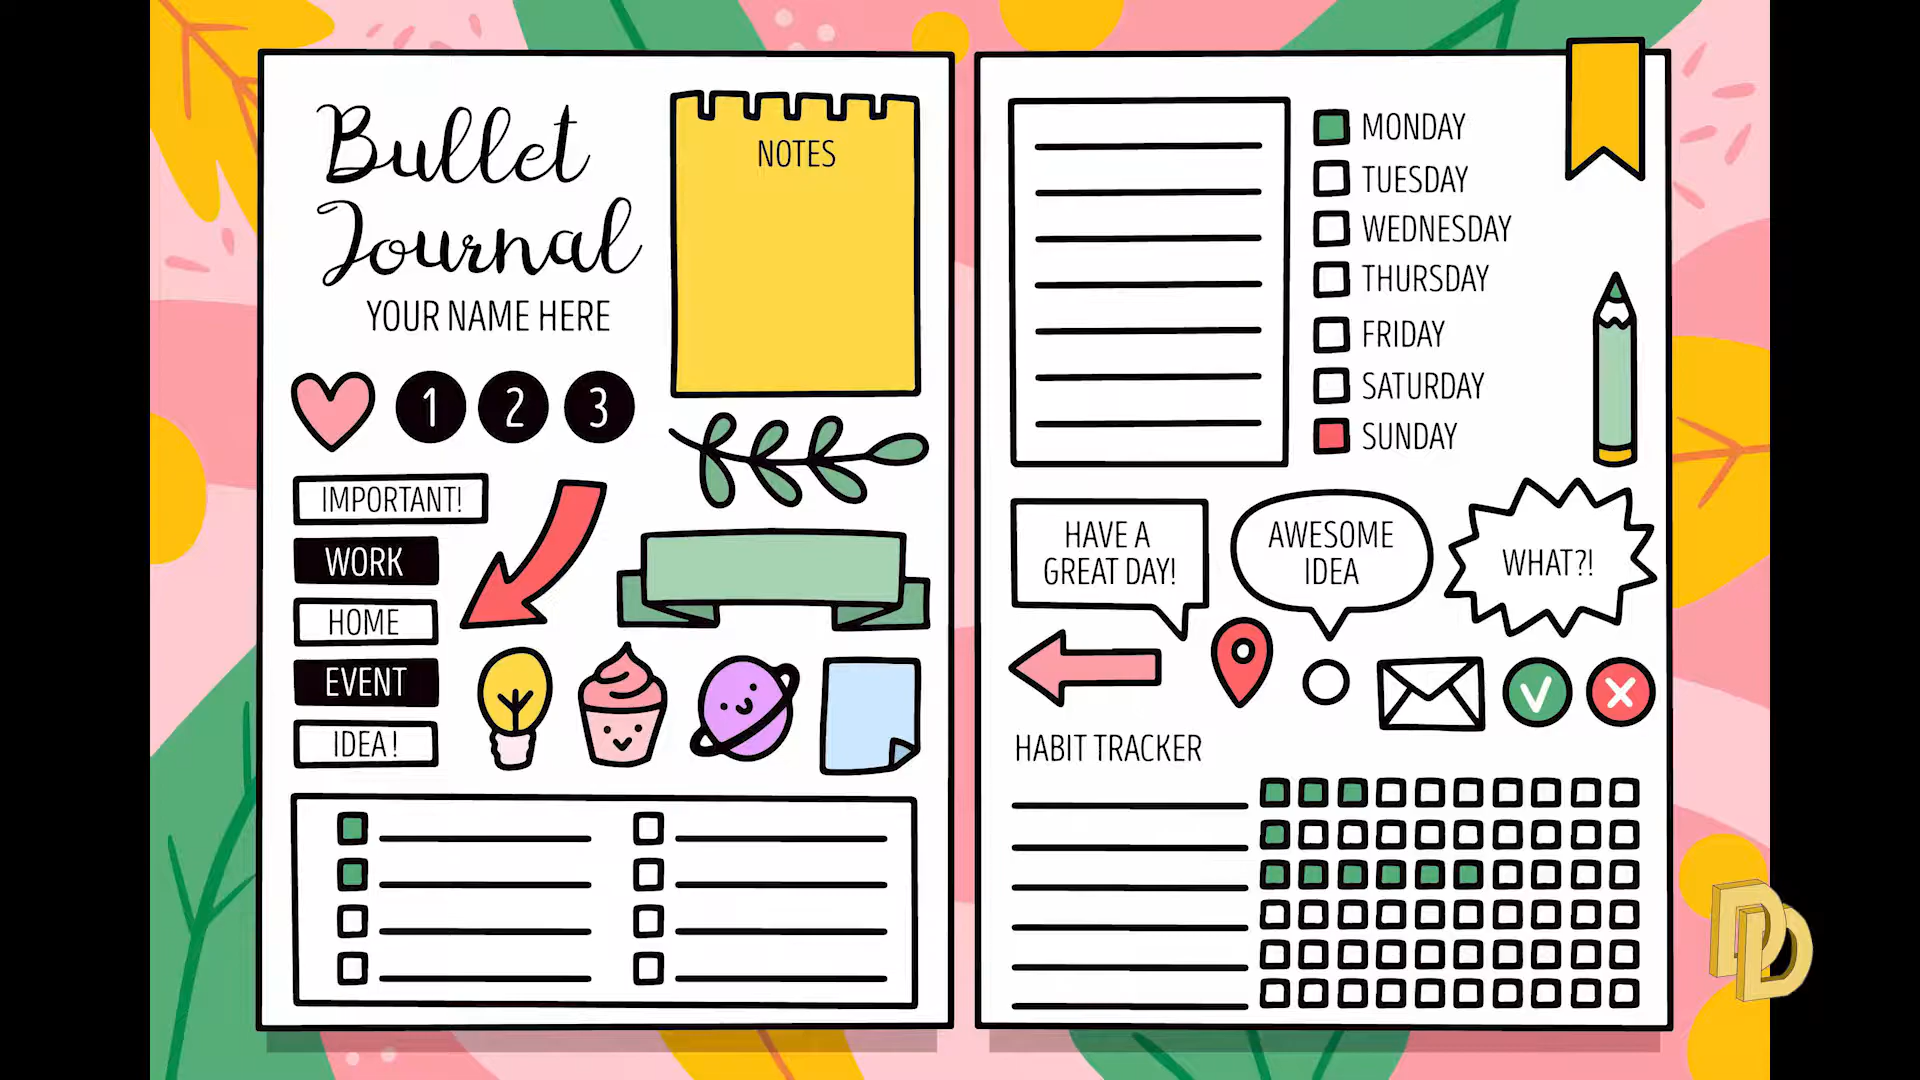 Bullet
Journal
YOUR NAME HERE
NOTES
1 2 3
IMPORTANT!
WORK
HOME
EVENT
IDEA!
MONDAY
TUESDAY
WEDNESDAY
THURSDAY
FRIDAY
SATURDAY
SUNDAY
HAVE A
GREAT DAY!
AWESOME
IDEA
WHAT?!
HABIT TRACKER
DD